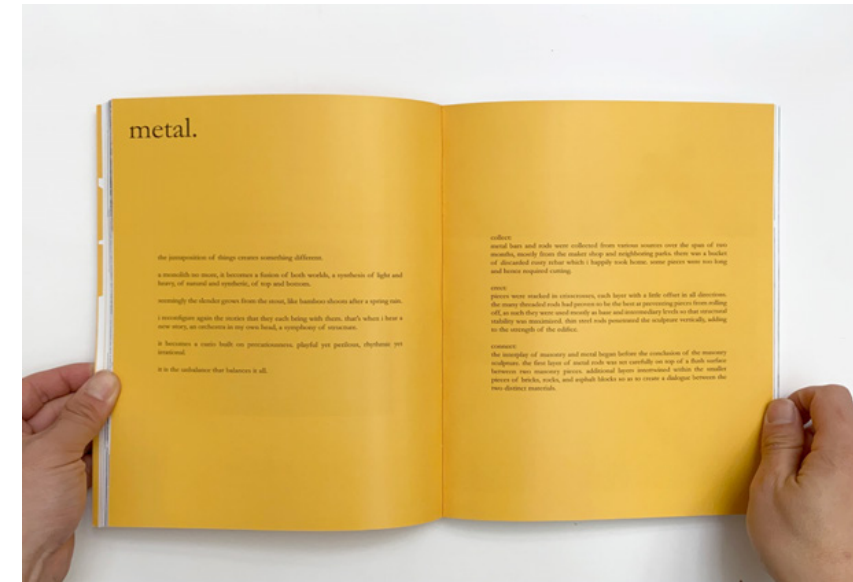 metal.
the juxtaposition of things creates something different.
a monolith no more, it becomes a fusion of both worlds, a synthesis of light and
heavy, of natural and synthetic, of top and bottom.
seemingly the slender grows from the stout, like bamboo shoots after a spring rain.
i reconfigure again the stories that they each bring with them. that's when i hear a
new story, an orchestra in my own head, a symphony of structure.
it becomes a canto built on precariousness. playful yet perilous, rhythmic yet
irrational.
it is the unbalance that balances it all.
collect:
metal bars and rods were collected from various sources over the span of two
months, mostly from the maker shop and neighboring parks. there was a bucket
of discarded rusty rebar which i happily took home. some pieces were too long
and hence required cutting.
pieces were stacked in crisscrosses, each layer with a little offset in all directions.
the many threaded rods had proven to be the best at preventing pieces from rolling
off, as such they were used mostly as base and intermediary levels so that structural
stability was maximized. thin steel rods penetrated the sculpture vertically, adding
to the strength of the edifice.
connect:
the interplay of masonry and metal began before the conclusion of the masonry
sculpture. the first layer of metal rods was set carefully on top of a flush surface
between two masonry pieces. additional layers intertwined within the smaller
pieces of bricks, rocks, and asphalt blocks so as to create a dialogue between the
two distinct materials.